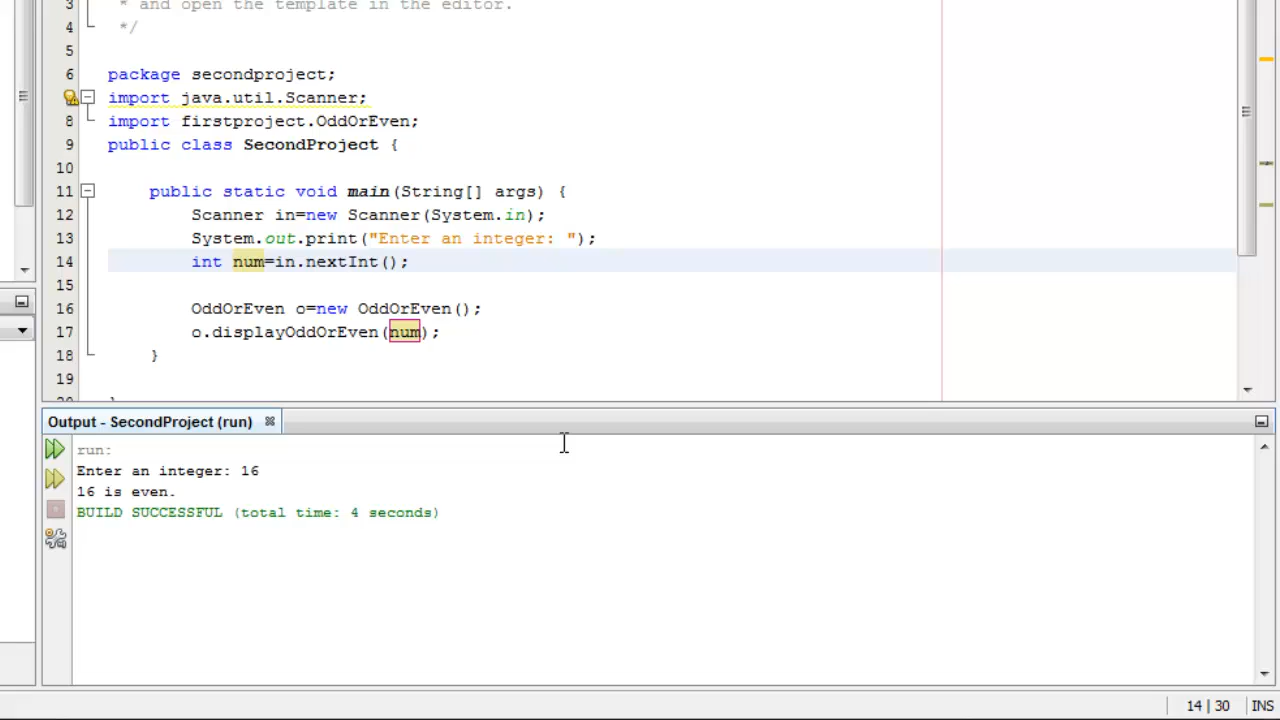 3 * and open the template in the editor.
4 */
5
6 package secondproject;
import java.util.Scanner;
8 import firstproject.OddOrEven;
9 public class SecondProject {
10
11 public static void main(String[] args) {
12 Scanner in=new Scanner(System.in);
13 System.out.print("Enter an integer: ");
14 int num=in.nextInt();
15
16 OddOrEven o=new OddOrEven();
17 o.displayOddOrEven(num);
18 }
19
Output - SecondProject (run)
run:
Enter an integer: 16
16 is even.
BUILD SUCCESSFUL (total time: 4 seconds)
14 | 30 INS